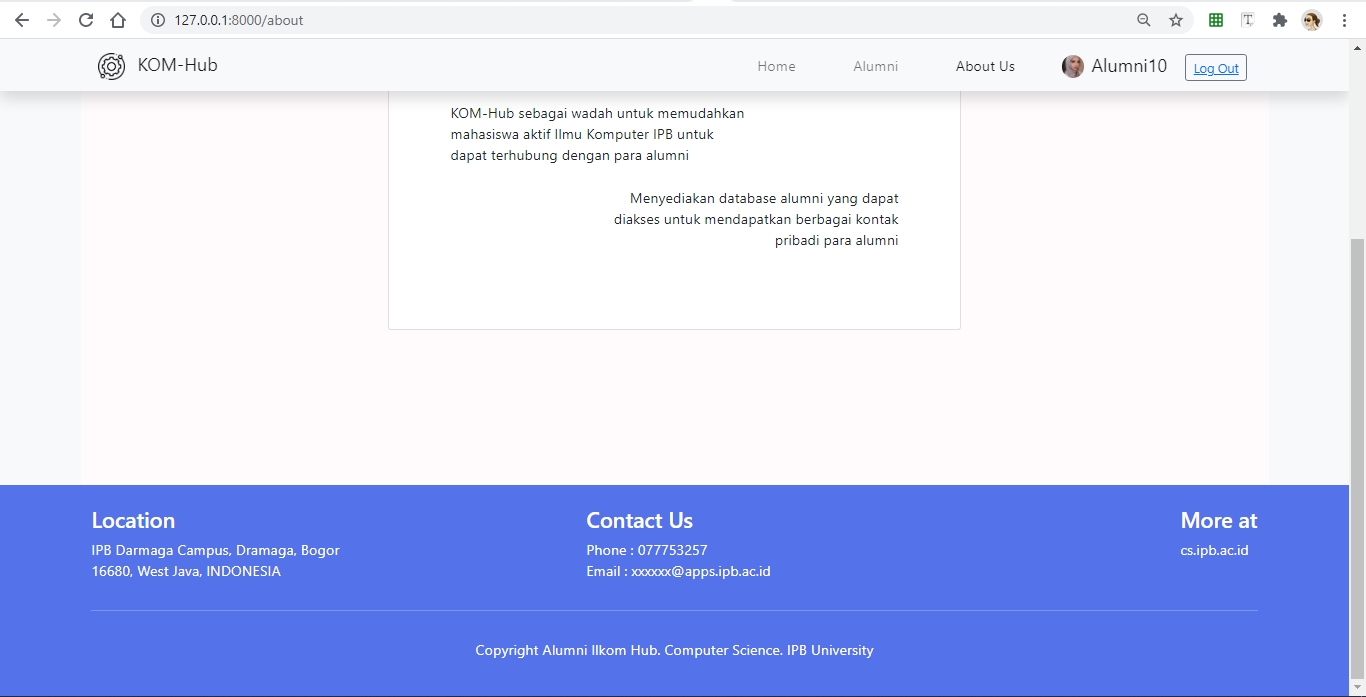 127.0.0.1:8000/about
KOM-Hub
Home
Alumni
About Us
Alumni10
Log Out
KOM-Hub sebagai wadah untuk memudahkan
mahasiswa aktif Ilmu Komputer IPB untuk
dapat terhubung dengan para alumni
Menyediakan database alumni yang dapat
diakses untuk mendapatkan berbagai kontak
pribadi para alumni
Location
IPB Darmaga Campus, Dramaga, Bogor
16680, West Java, INDONESIA
Contact Us
Phone : 077753257
Email : xxxxxx@apps.ipb.ac.id
More at
cs.ipb.ac.id
Copyright Alumni Ilkom Hub. Computer Science. IPB University